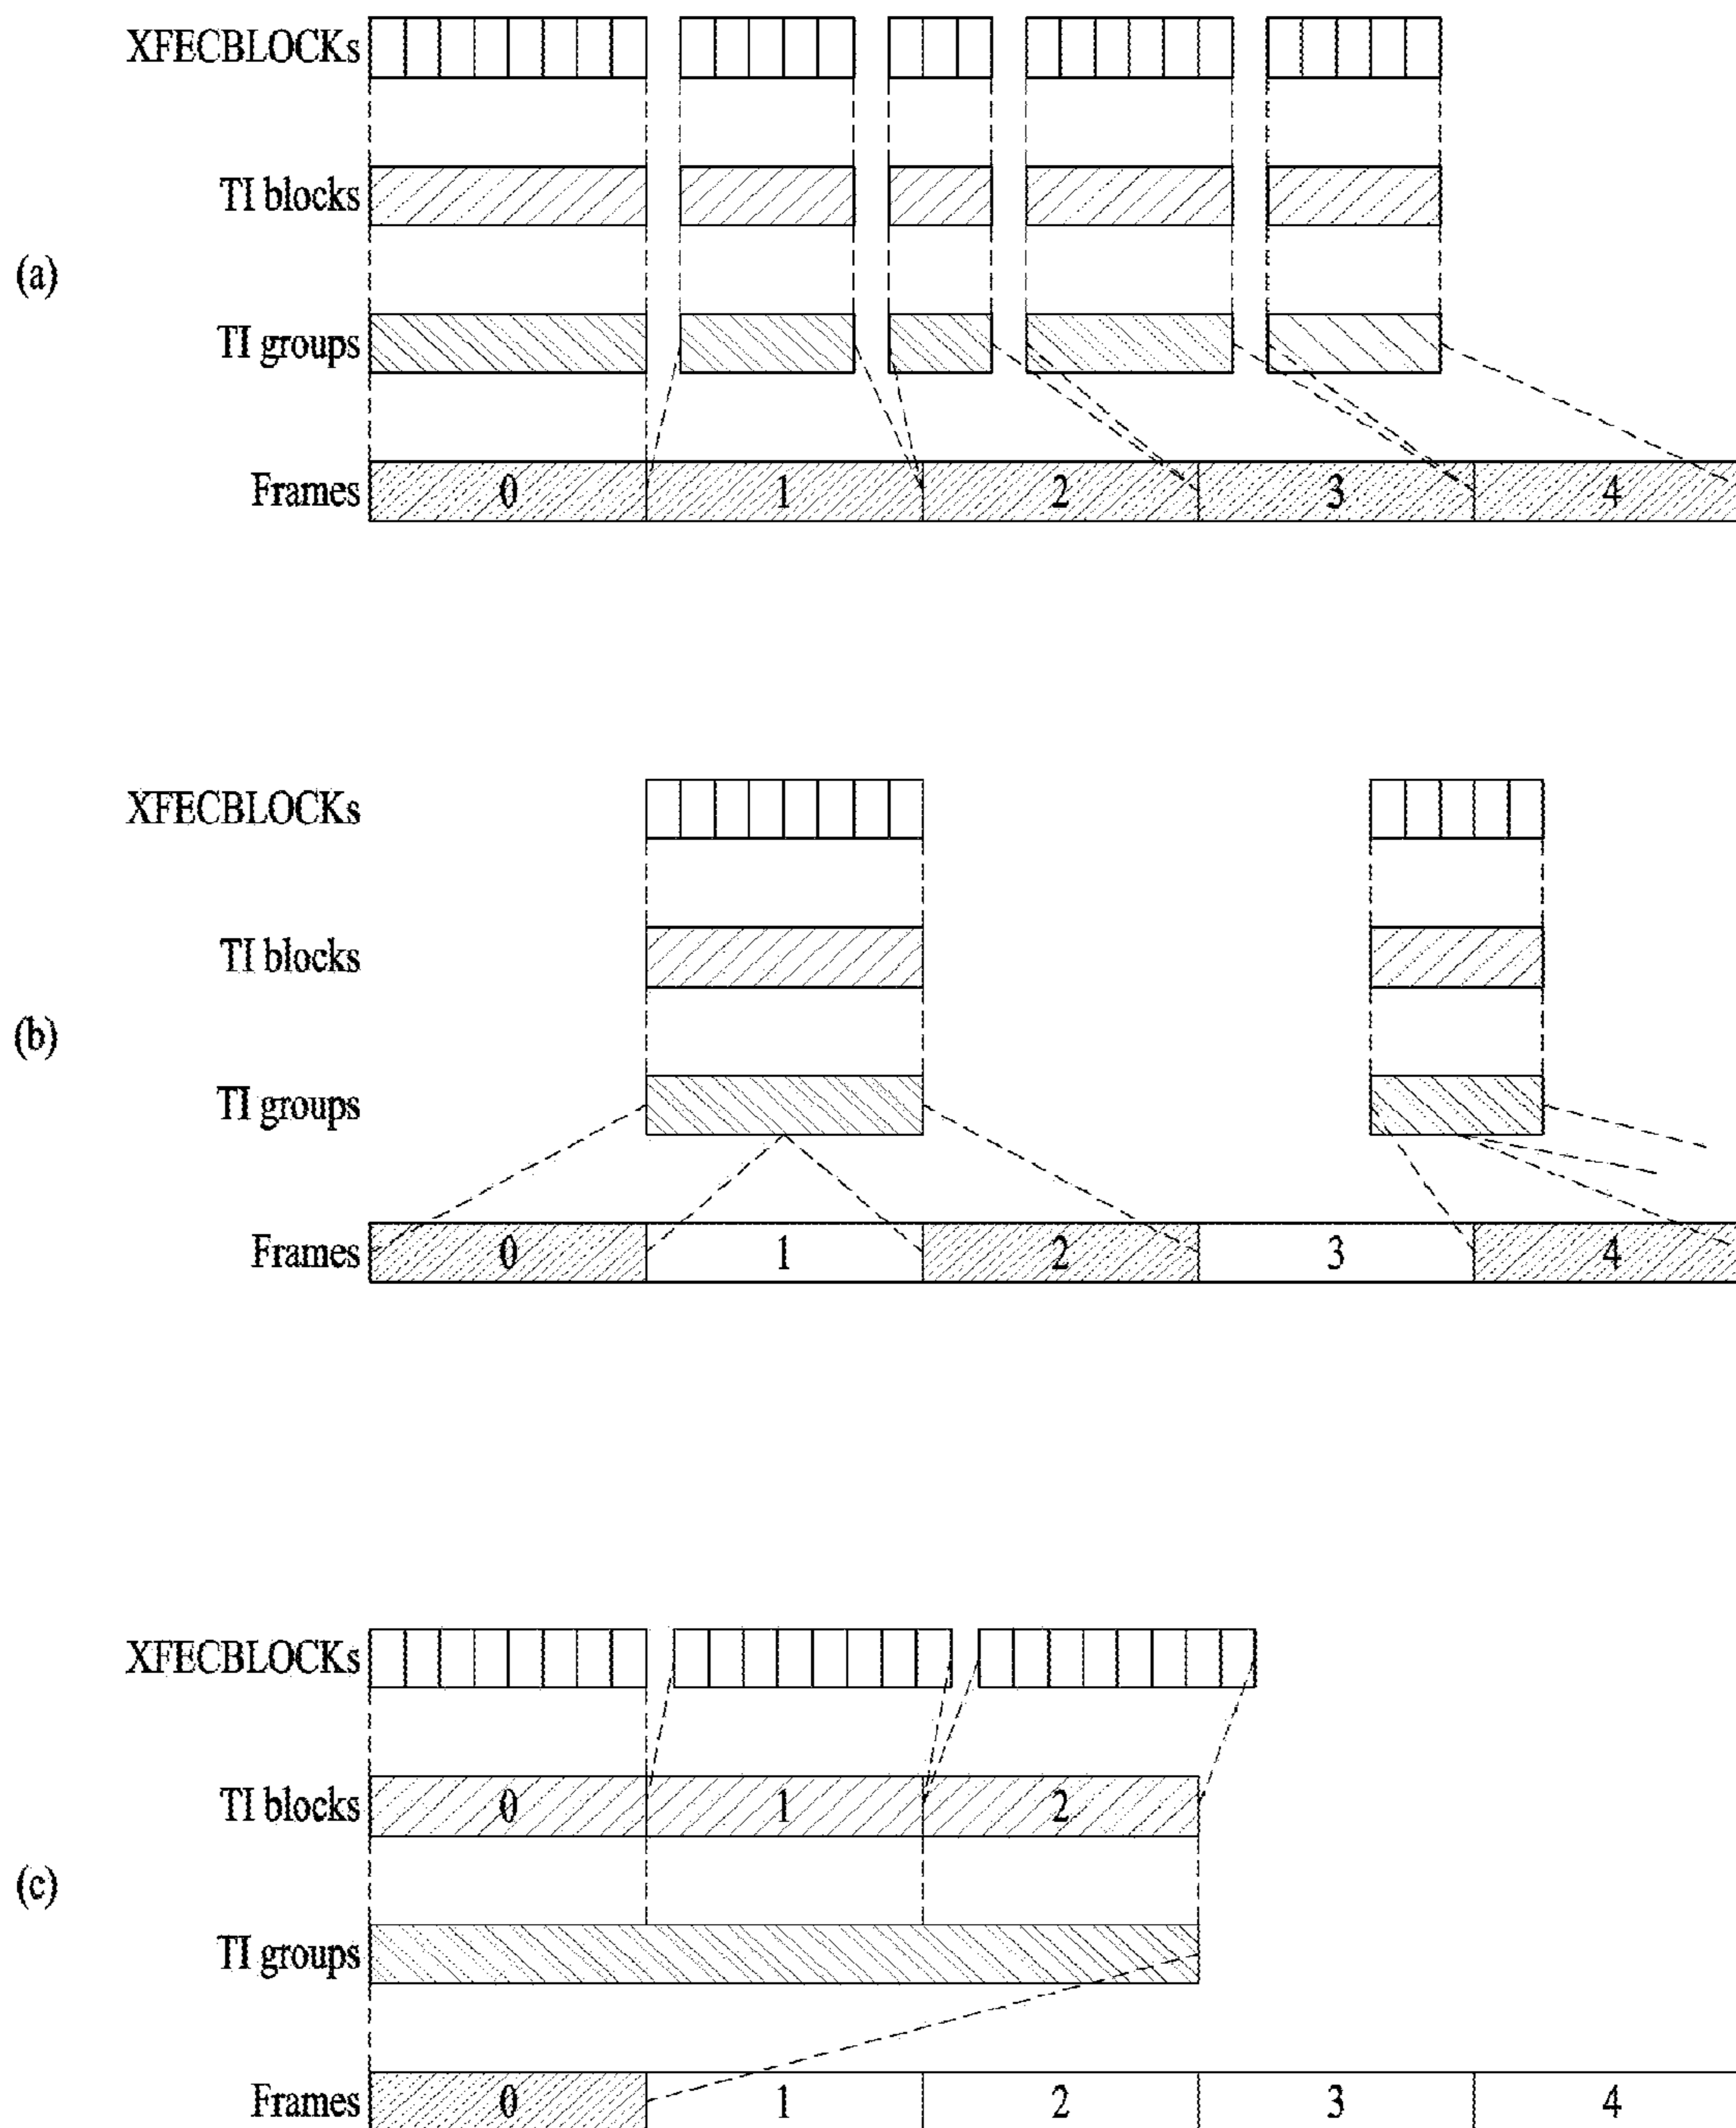 XFECBLOCKs
TI blocks
(a)
TI groups
Frames 0 1 2 3 4
XFECBLOCKs
TI blocks
(b)
TI groups
Frames 0 1 2 3 4
XFECBLOCKs
TI blocks 0 1 2
(c)
TI groups
Frames 0 1 2 3 4